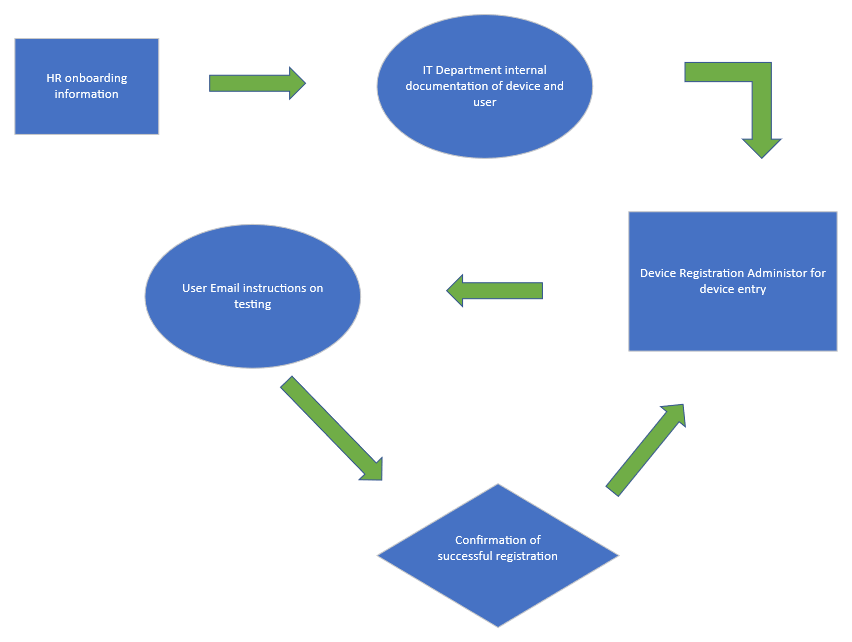 HR onboarding
information
IT Department internal
documentation of device and
user
Device Registration Administor for
device entry
User Email instructions on
testing
Confirmation of
successful registration